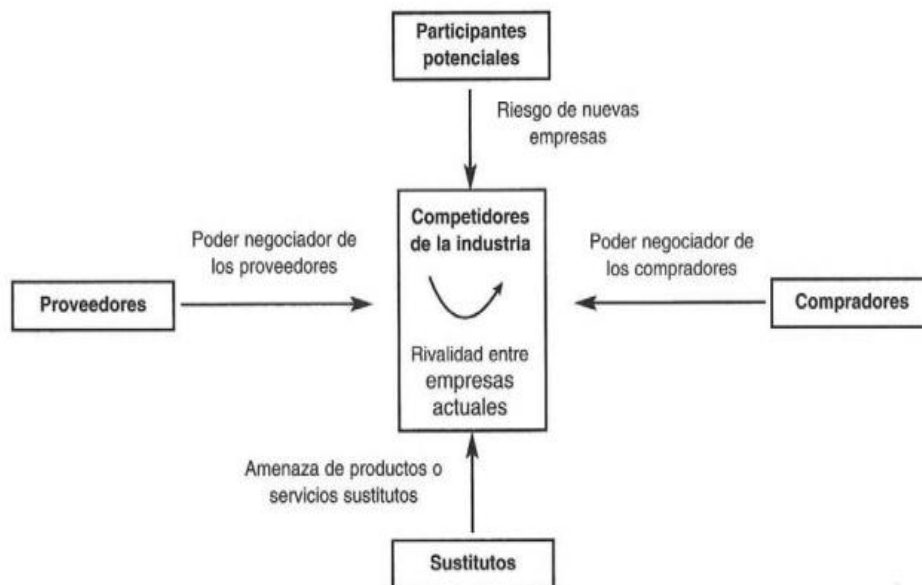 Participantes
potenciales
Riesgo de nuevas
empresas
Competidores
de la industria
Poder negociador de
los proveedores
Poder negociador de
los compradores
Proveedores
Compradores
Rivalidad entre
empresas
actuales
Amenaza de productos o
servicios sustitutos
Sustitutos